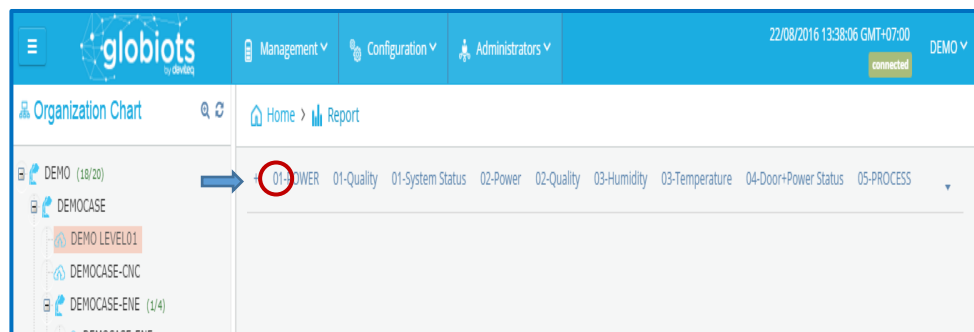 globiots
by daviteq
Management
Configuration
Administrators
22/08/2016 13:38:06 GMT+07:00
connected
DEMO
Organization Chart
Home > Report
DEMO (18/20)
DEMOCASE
DEMO LEVEL01
DEMOCASE-CNC
DEMOCASE-ENE (1/4)
+ 01-POWER 01-Quality 01-System Status 02-Power 02-Quality 03-Humidity 03-Temperature 04-Door+Power Status 05-PROCESS